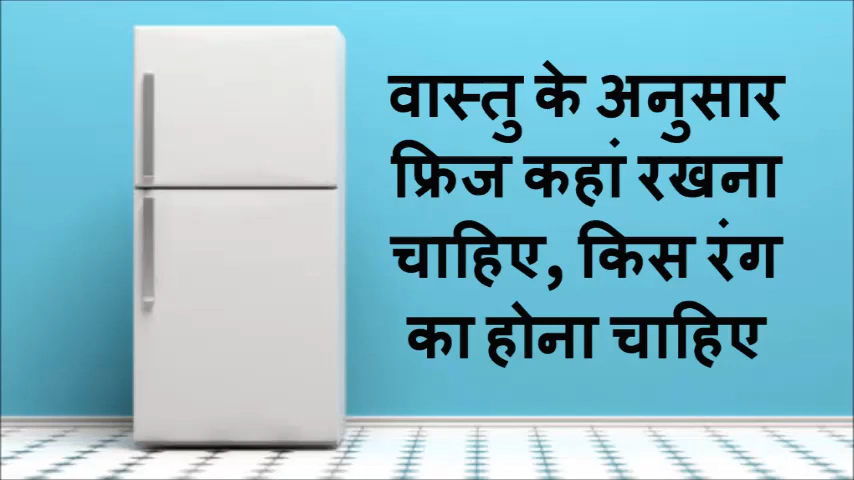 वास्तु के अनुसार
फ्रिज कहां रखना
चाहिए, किस रंग
का होना चाहिए